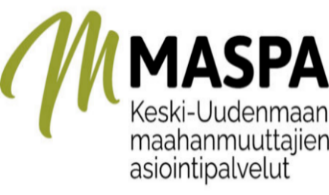 MASPA
Keski-Uudenmaan
maahanmuuttajien
asiointipalvelut